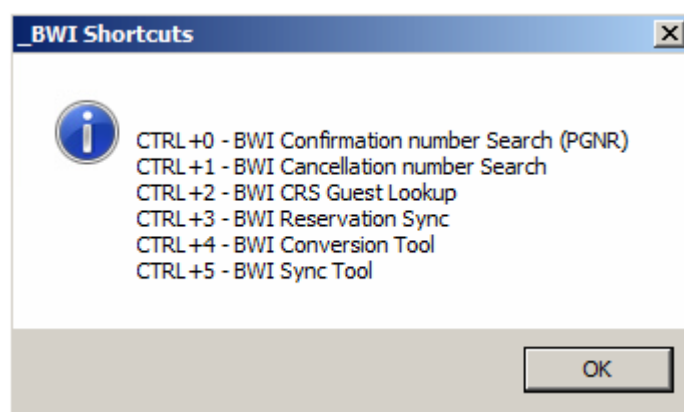 _BWI Shortcuts
CTRL+0 - BWI Confirmation number Search (PGNR)
CTRL+1 - BWI Cancellation number Search
CTRL+2 - BWI CRS Guest Lookup
CTRL+3 - BWI Reservation Sync
CTRL+4 - BWI Conversion Tool
CTRL+5 - BWI Sync Tool
OK